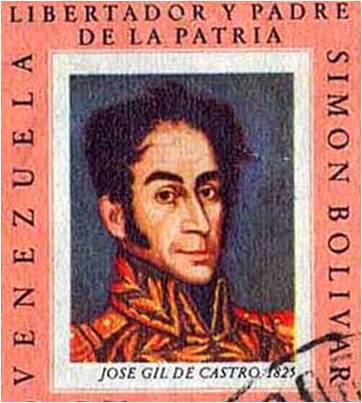 LIBERTADOR Y PADRE
DE LA PATRIA
VENEZUELA
SIMON BOLIVAR
JOSE GIL DE CASTRO. 1825